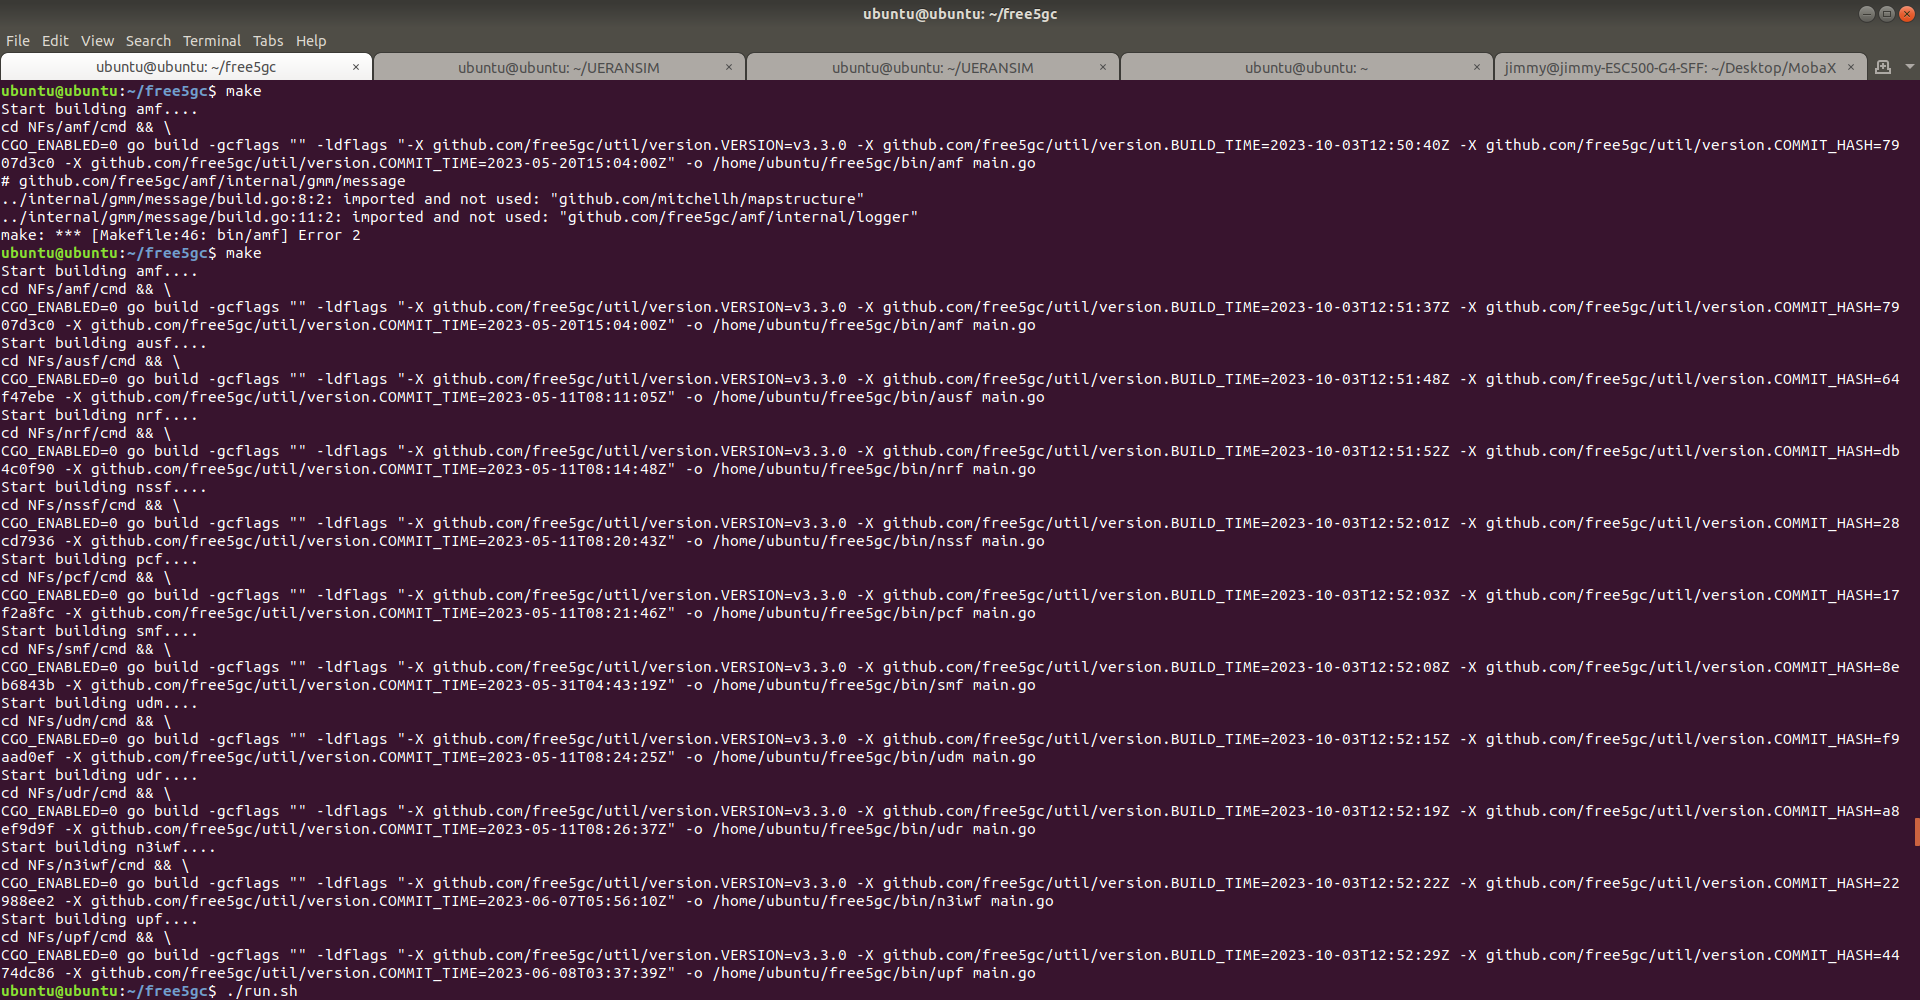 ubuntu@ubuntu: ~/free5gc
File Edit View Search Terminal Tabs Help
ubuntu@ubuntu: ~/free5gc × ubuntu@ubuntu: ~/UERANSIM × ubuntu@ubuntu: ~/UERANSIM × ubuntu@ubuntu: ~ × jimmy@jimmy-ESC500-G4-SFF: ~/Desktop/MobaX ×
ubuntu@ubuntu:~/free5gc$ make
Start building amf....
cd NFs/amf/cmd && \
CGO_ENABLED=0 go build -gcflags "" -ldflags "-X github.com/free5gc/util/version.VERSION=v3.3.0 -X github.com/free5gc/util/version.BUILD_TIME=2023-10-03T12:50:40Z -X github.com/free5gc/util/version.COMMIT_HASH=79
07d3c0 -X github.com/free5gc/util/version.COMMIT_TIME=2023-05-20T15:04:00Z" -o /home/ubuntu/free5gc/bin/amf main.go
# github.com/free5gc/amf/internal/gmm/message
../internal/gmm/message/build.go:8:2: imported and not used: "github.com/mitchellh/mapstructure"
../internal/gmm/message/build.go:11:2: imported and not used: "github.com/free5gc/amf/internal/logger"
make: *** [Makefile:46: bin/amf] Error 2
ubuntu@ubuntu:~/free5gc$ make
Start building amf....
cd NFs/amf/cmd && \
CGO_ENABLED=0 go build -gcflags "" -ldflags "-X github.com/free5gc/util/version.VERSION=v3.3.0 -X github.com/free5gc/util/version.BUILD_TIME=2023-10-03T12:51:37Z -X github.com/free5gc/util/version.COMMIT_HASH=79
07d3c0 -X github.com/free5gc/util/version.COMMIT_TIME=2023-05-20T15:04:00Z" -o /home/ubuntu/free5gc/bin/amf main.go
Start building ausf....
cd NFs/ausf/cmd && \
CGO_ENABLED=0 go build -gcflags "" -ldflags "-X github.com/free5gc/util/version.VERSION=v3.3.0 -X github.com/free5gc/util/version.BUILD_TIME=2023-10-03T12:51:48Z -X github.com/free5gc/util/version.COMMIT_HASH=64
f47ebe -X github.com/free5gc/util/version.COMMIT_TIME=2023-05-11T08:11:05Z" -o /home/ubuntu/free5gc/bin/ausf main.go
Start building nrf....
cd NFs/nrf/cmd && \
CGO_ENABLED=0 go build -gcflags "" -ldflags "-X github.com/free5gc/util/version.VERSION=v3.3.0 -X github.com/free5gc/util/version.BUILD_TIME=2023-10-03T12:51:52Z -X github.com/free5gc/util/version.COMMIT_HASH=db
4c0f90 -X github.com/free5gc/util/version.COMMIT_TIME=2023-05-11T08:14:48Z" -o /home/ubuntu/free5gc/bin/nrf main.go
Start building nssf....
cd NFs/nssf/cmd && \
CGO_ENABLED=0 go build -gcflags "" -ldflags "-X github.com/free5gc/util/version.VERSION=v3.3.0 -X github.com/free5gc/util/version.BUILD_TIME=2023-10-03T12:52:01Z -X github.com/free5gc/util/version.COMMIT_HASH=28
cd7936 -X github.com/free5gc/util/version.COMMIT_TIME=2023-05-11T08:20:43Z" -o /home/ubuntu/free5gc/bin/nssf main.go
Start building pcf....
cd NFs/pcf/cmd && \
CGO_ENABLED=0 go build -gcflags "" -ldflags "-X github.com/free5gc/util/version.VERSION=v3.3.0 -X github.com/free5gc/util/version.BUILD_TIME=2023-10-03T12:52:03Z -X github.com/free5gc/util/version.COMMIT_HASH=17
f2a8fc -X github.com/free5gc/util/version.COMMIT_TIME=2023-05-11T08:21:46Z" -o /home/ubuntu/free5gc/bin/pcf main.go
Start building smf....
cd NFs/smf/cmd && \
CGO_ENABLED=0 go build -gcflags "" -ldflags "-X github.com/free5gc/util/version.VERSION=v3.3.0 -X github.com/free5gc/util/version.BUILD_TIME=2023-10-03T12:52:08Z -X github.com/free5gc/util/version.COMMIT_HASH=8e
b6843b -X github.com/free5gc/util/version.COMMIT_TIME=2023-05-31T04:43:19Z" -o /home/ubuntu/free5gc/bin/smf main.go
Start building udm....
cd NFs/udm/cmd && \
CGO_ENABLED=0 go build -gcflags "" -ldflags "-X github.com/free5gc/util/version.VERSION=v3.3.0 -X github.com/free5gc/util/version.BUILD_TIME=2023-10-03T12:52:15Z -X github.com/free5gc/util/version.COMMIT_HASH=f9
aad0ef -X github.com/free5gc/util/version.COMMIT_TIME=2023-05-11T08:24:25Z" -o /home/ubuntu/free5gc/bin/udm main.go
Start building udr....
cd NFs/udr/cmd && \
CGO_ENABLED=0 go build -gcflags "" -ldflags "-X github.com/free5gc/util/version.VERSION=v3.3.0 -X github.com/free5gc/util/version.BUILD_TIME=2023-10-03T12:52:19Z -X github.com/free5gc/util/version.COMMIT_HASH=a8
ef9d9f -X github.com/free5gc/util/version.COMMIT_TIME=2023-05-11T08:26:37Z" -o /home/ubuntu/free5gc/bin/udr main.go
Start building n3iwf....
cd NFs/n3iwf/cmd && \
CGO_ENABLED=0 go build -gcflags "" -ldflags "-X github.com/free5gc/util/version.VERSION=v3.3.0 -X github.com/free5gc/util/version.BUILD_TIME=2023-10-03T12:52:22Z -X github.com/free5gc/util/version.COMMIT_HASH=22
988ee2 -X github.com/free5gc/util/version.COMMIT_TIME=2023-06-07T05:56:10Z" -o /home/ubuntu/free5gc/bin/n3iwf main.go
Start building upf....
cd NFs/upf/cmd && \
CGO_ENABLED=0 go build -gcflags "" -ldflags "-X github.com/free5gc/util/version.VERSION=v3.3.0 -X github.com/free5gc/util/version.BUILD_TIME=2023-10-03T12:52:29Z -X github.com/free5gc/util/version.COMMIT_HASH=44
74dc86 -X github.com/free5gc/util/version.COMMIT_TIME=2023-06-08T03:37:39Z" -o /home/ubuntu/free5gc/bin/upf main.go
ubuntu@ubuntu:~/free5gc$ ./run.sh